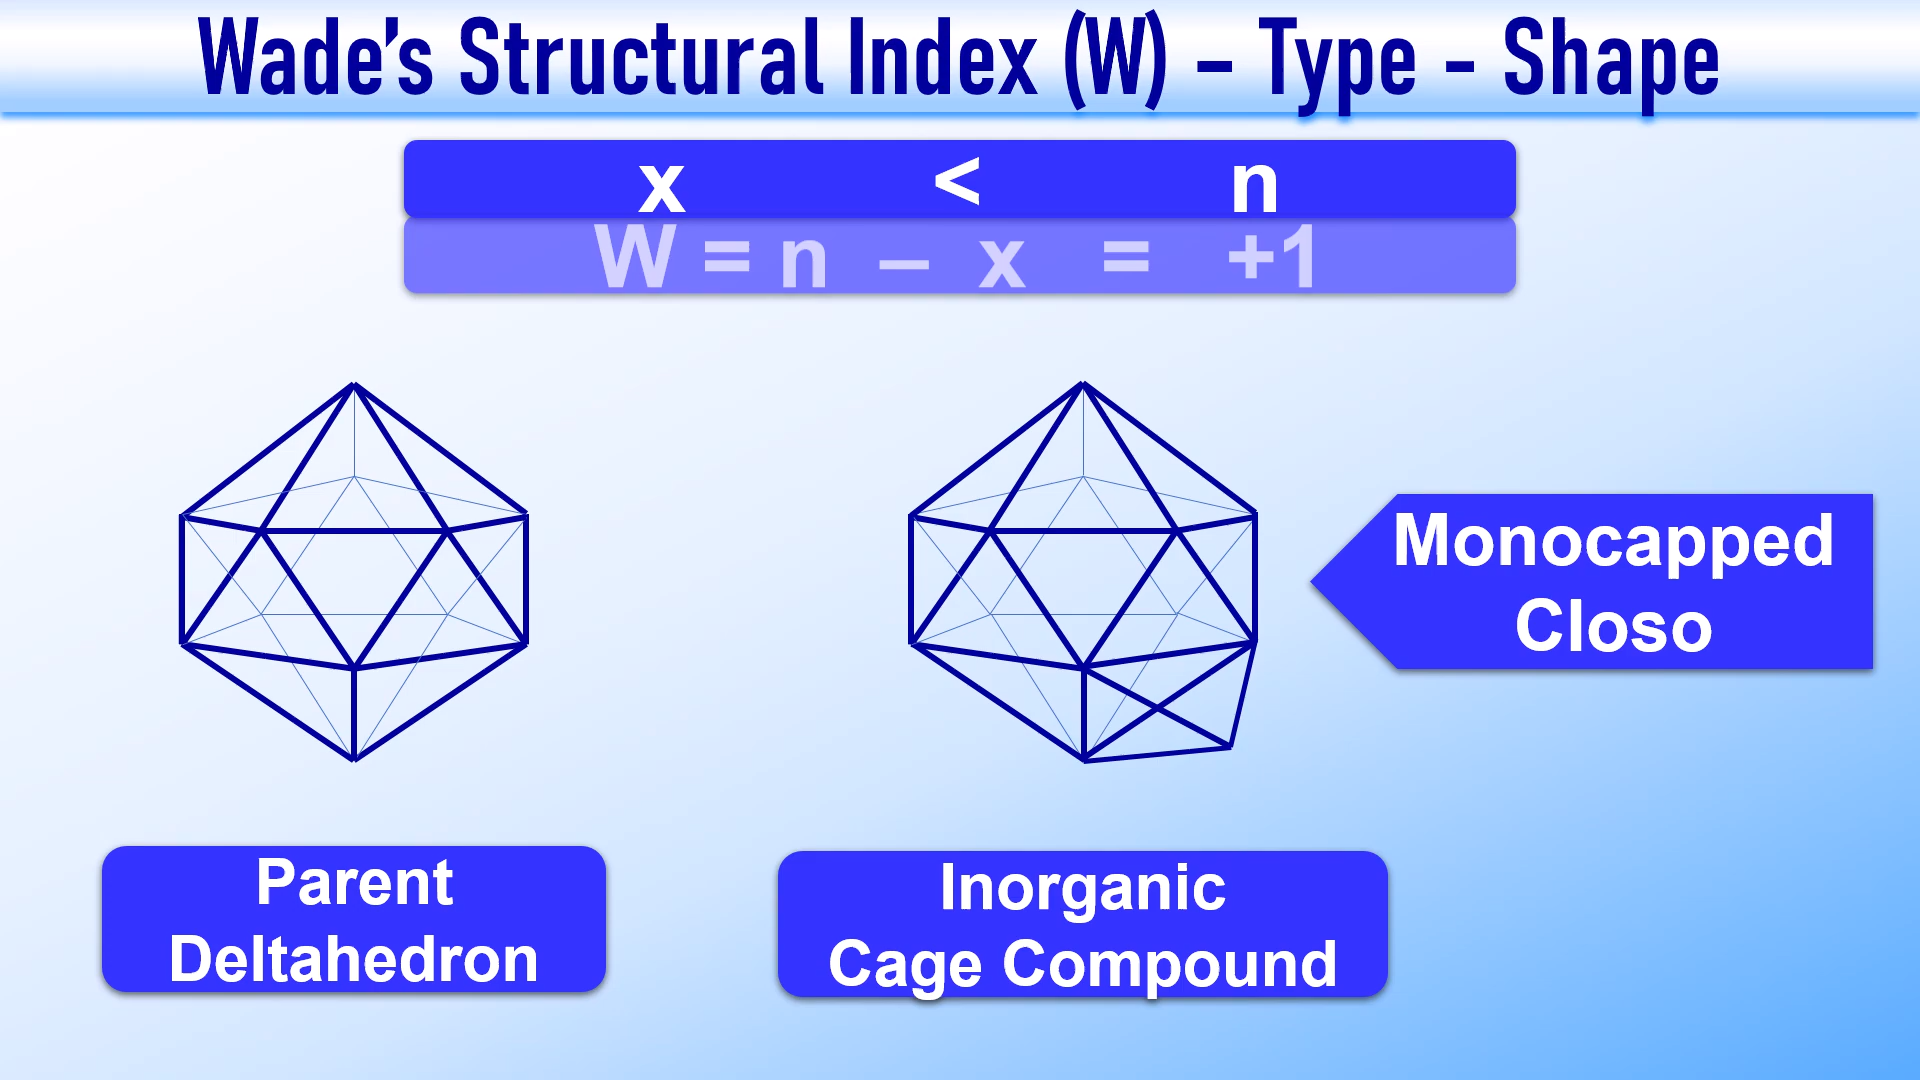 Wade’s Structural Index (W) – Type - Shape
x < n
W = n – x = +1
Monocapped
Closo
Parent
Deltahedron
Inorganic
Cage Compound